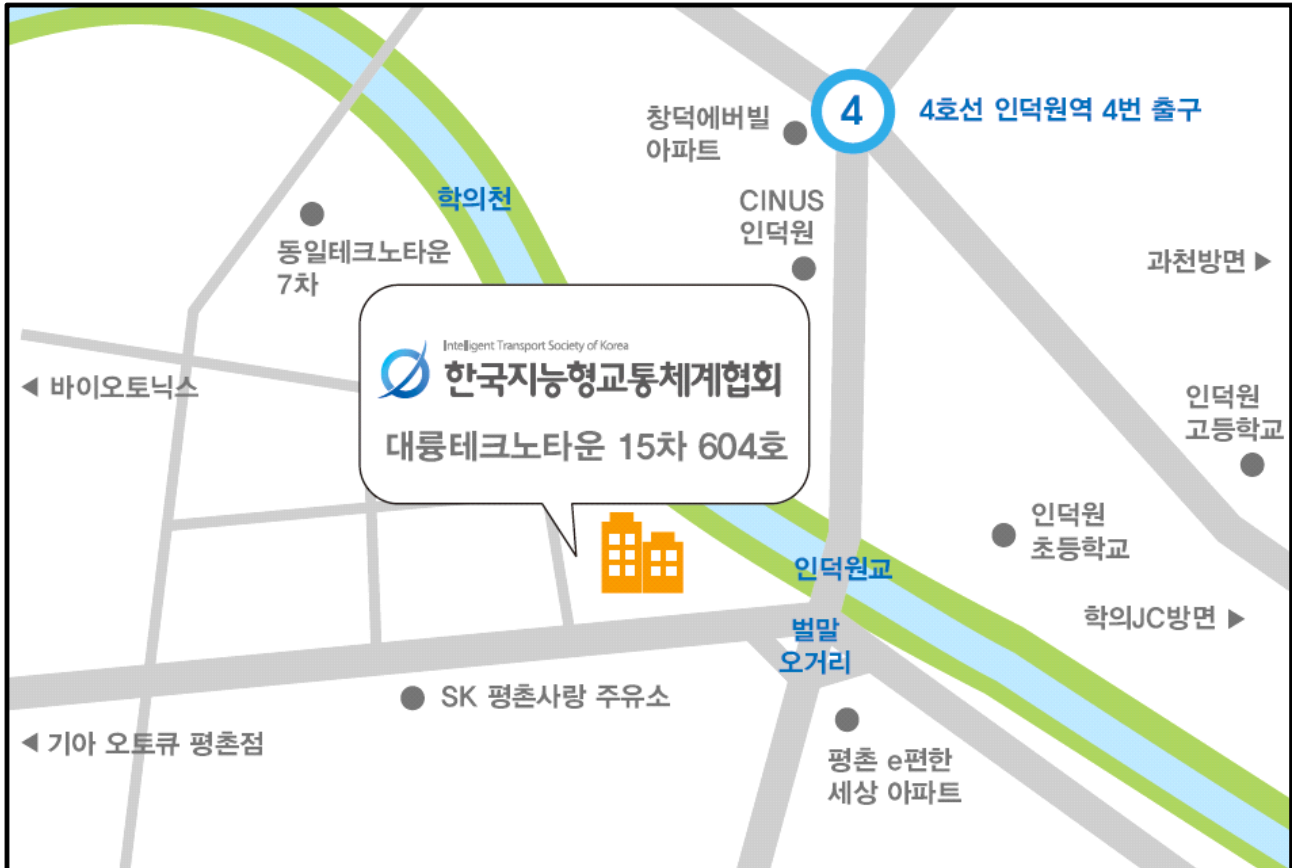 창덕에버빌
아파트
4
4호선 인덕원역 4번 출구
학의천
CINUS
인덕원
동일테크노타운
7차
과천방면 ▶
Intelligent Transport Society of Korea
한국지능형교통체계협회
대륭테크노타운 15차 604호
◀ 바이오토닉스
인덕원
고등학교
인덕원
초등학교
인덕원교
학의JC방면 ▶
벌말
오거리
SK 평촌사랑 주유소
◀ 기아 오토큐 평촌점
평촌 e편한
세상 아파트